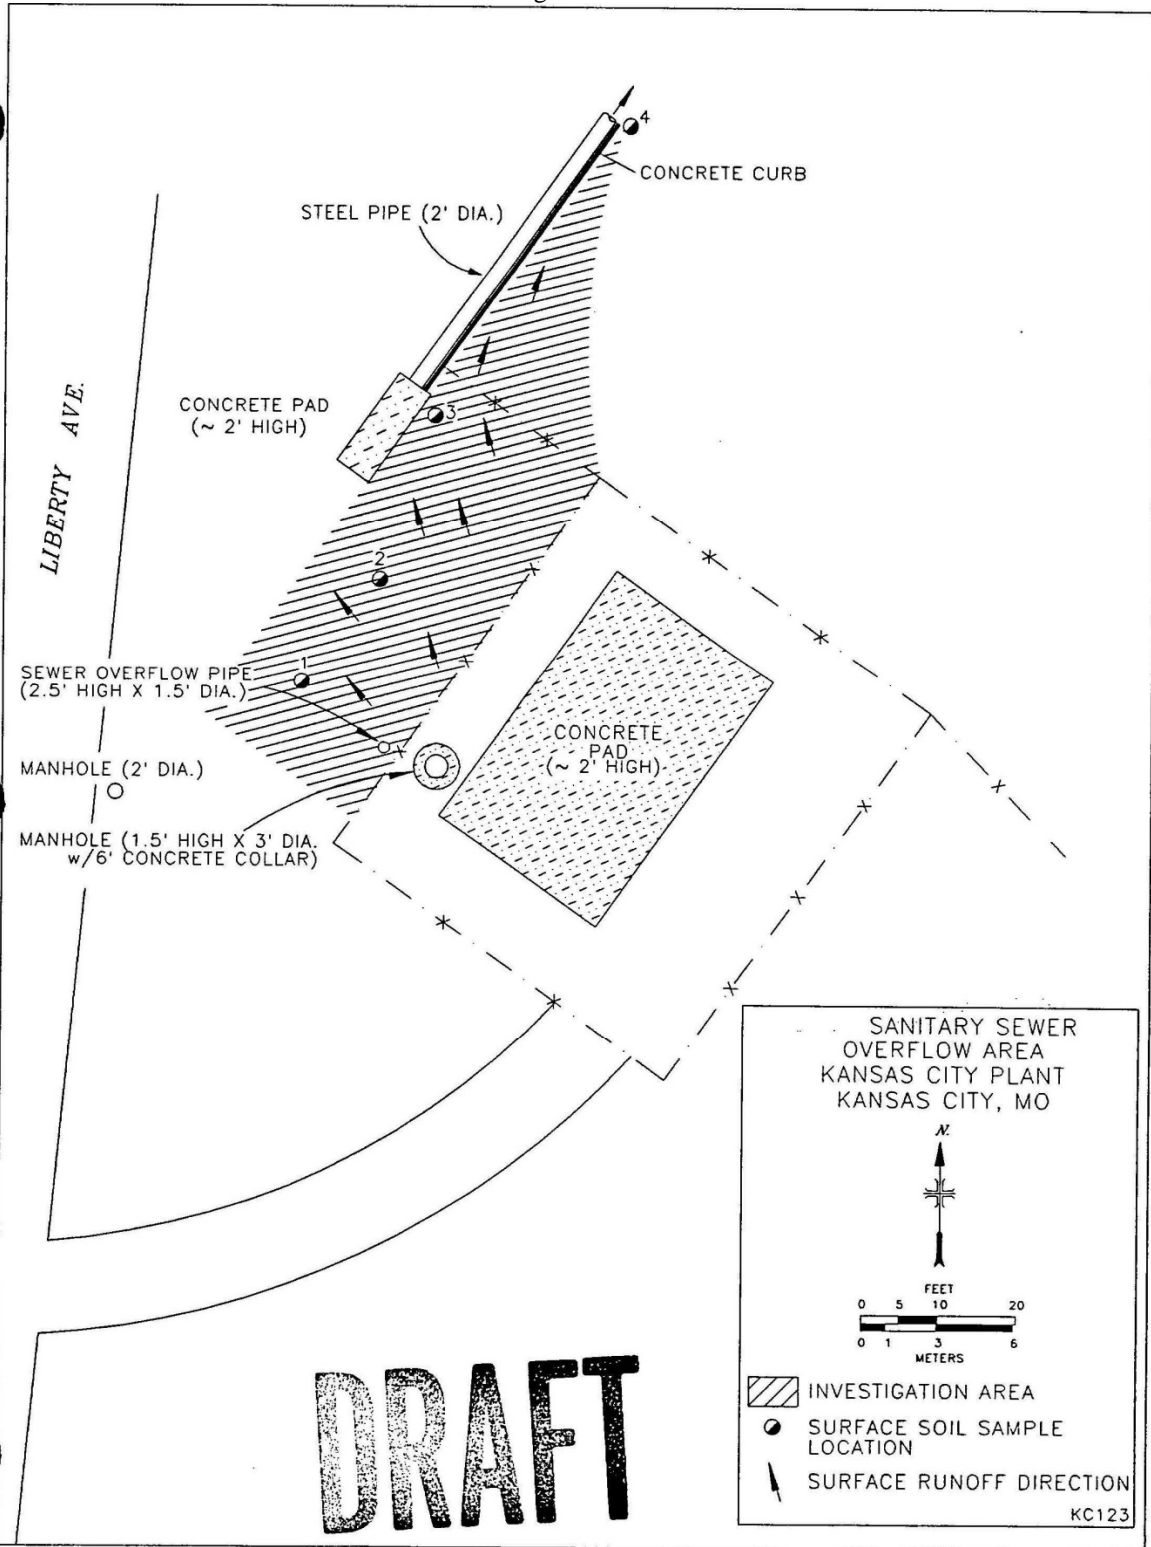 4
CONCRETE CURB
STEEL PIPE (2' DIA.)
CONCRETE PAD
(~ 2' HIGH)
3
LIBERTY AVE.
2
SEWER OVERFLOW PIPE
(2.5' HIGH X 1.5' DIA.)
1
CONCRETE
PAD
(~ 2' HIGH)
MANHOLE (2' DIA.)
MANHOLE (1.5' HIGH X 3' DIA.
w/6' CONCRETE COLLAR)
SANITARY SEWER
OVERFLOW AREA
KANSAS CITY PLANT
KANSAS CITY, MO
N.
FEET
0 5 10 20
0 1 3 6
METERS
INVESTIGATION AREA
SURFACE SOIL SAMPLE
LOCATION
SURFACE RUNOFF DIRECTION
KC123
DRAFT